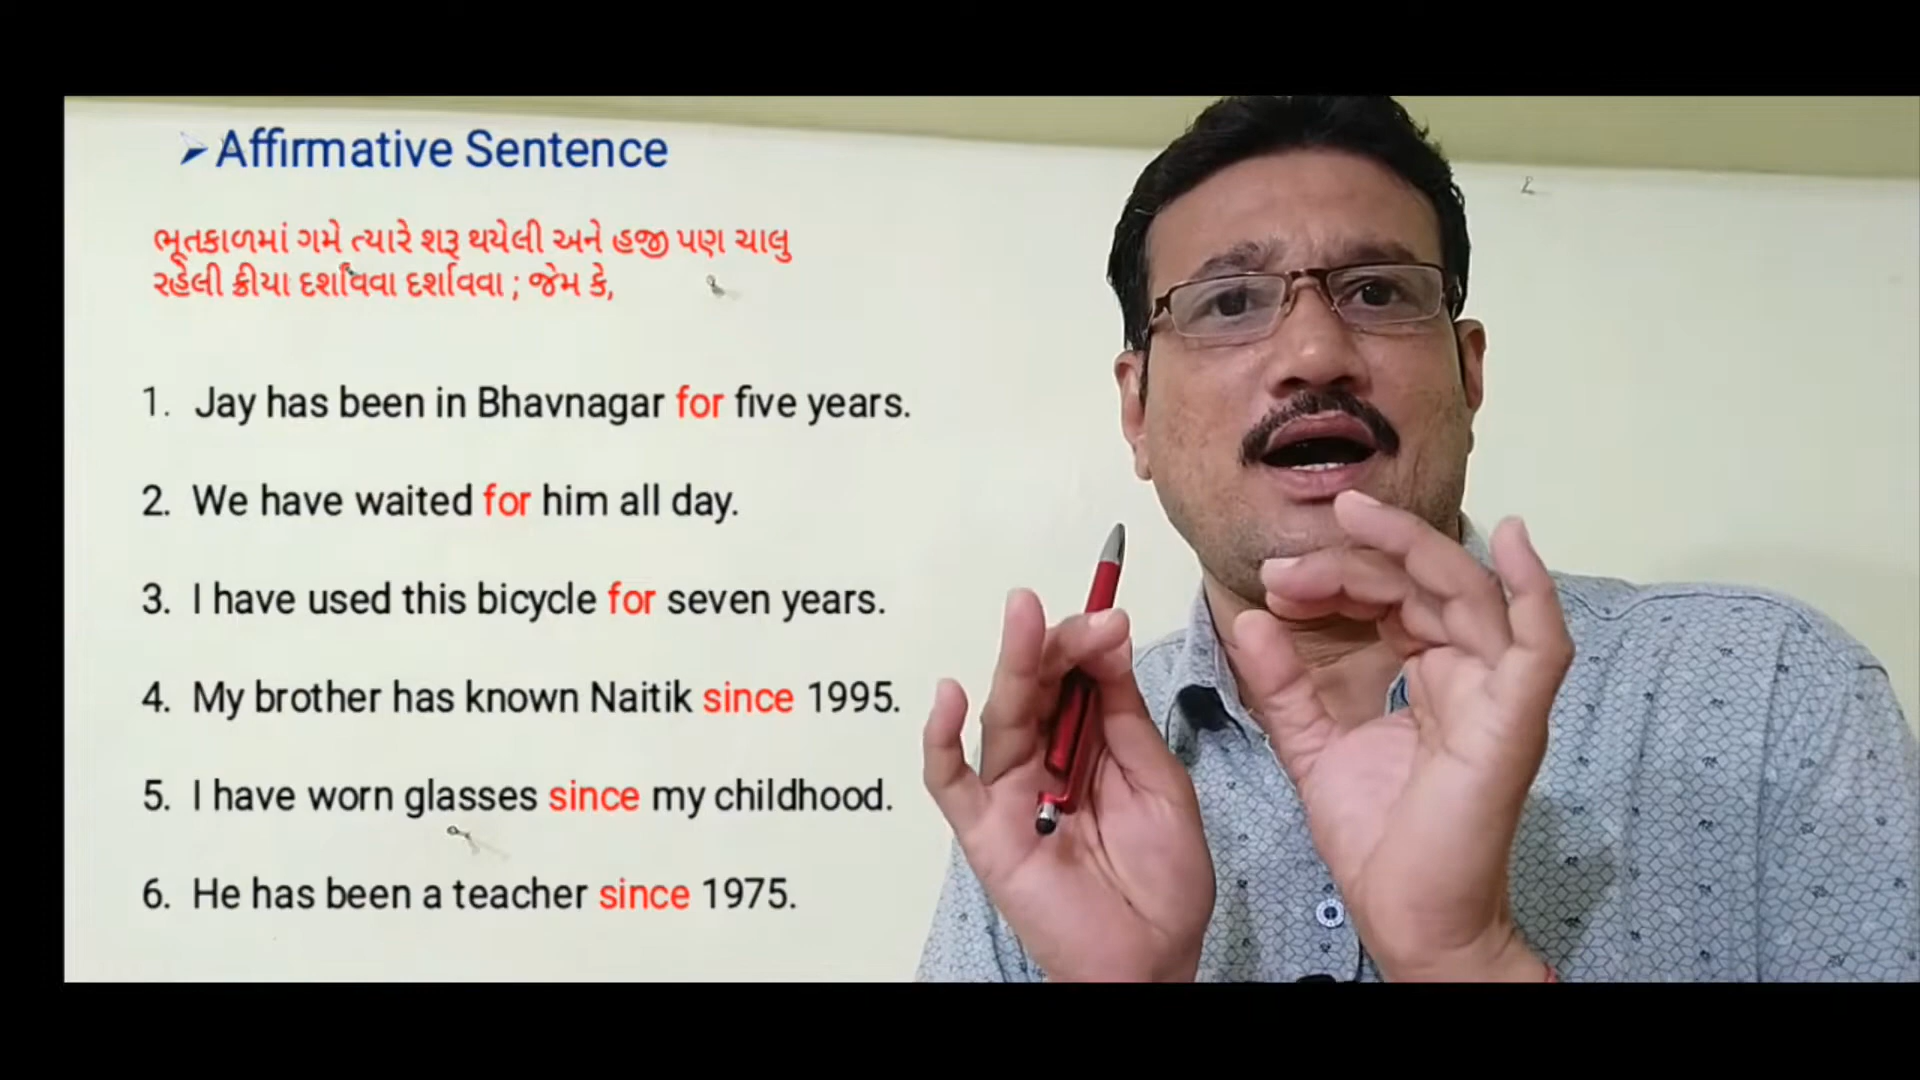 Affirmative Sentence
ભૂતકાળમાં ગમે ત્યારે શરૂ થયેલી અને હજી પણ ચાલુ
રહેલી ક્રીયા દર્શાવવા દર્શાવવા ; જેમ કે,
1. Jay has been in Bhavnagar for five years.
2. We have waited for him all day.
3. I have used this bicycle for seven years.
4. My brother has known Naitik since 1995.
5. I have worn glasses since my childhood.
6. He has been a teacher since 1975.